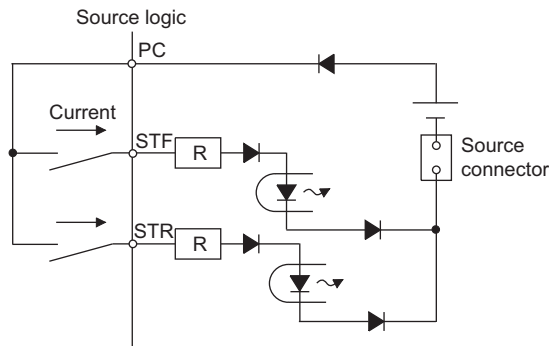 Source logic
PC
Current
STF
R
Source
connector
STR
R